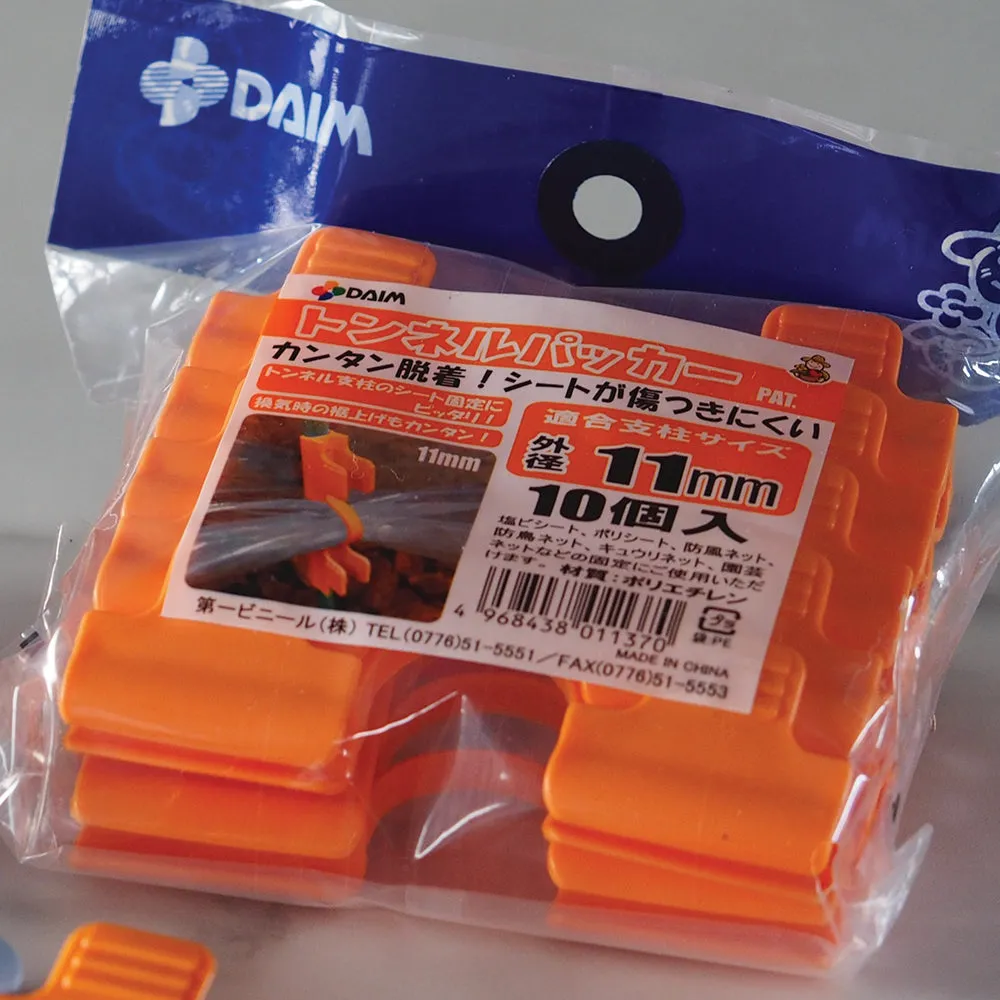 DAIM
DAIM
トンネルパッカー PAT.
カンタン脱着!シートが傷つきにくい
トンネル支柱のシート固定に
ピッタリ!
換気時の裾上げもカンタン!
11mm
適合支柱サイズ
外径 11mm
10個入
塩ビシート、ポリシート、防風ネット、
防鳥ネット、キュウリネット、園芸
ネットなどの固定にご使用いただ
けます。材質:ポリエチレン
4 968438 011370
プラ
袋PE
第一ビニール(株) TEL(0776)51-5551/FAX(0776)51-5553
MADE IN CHINA